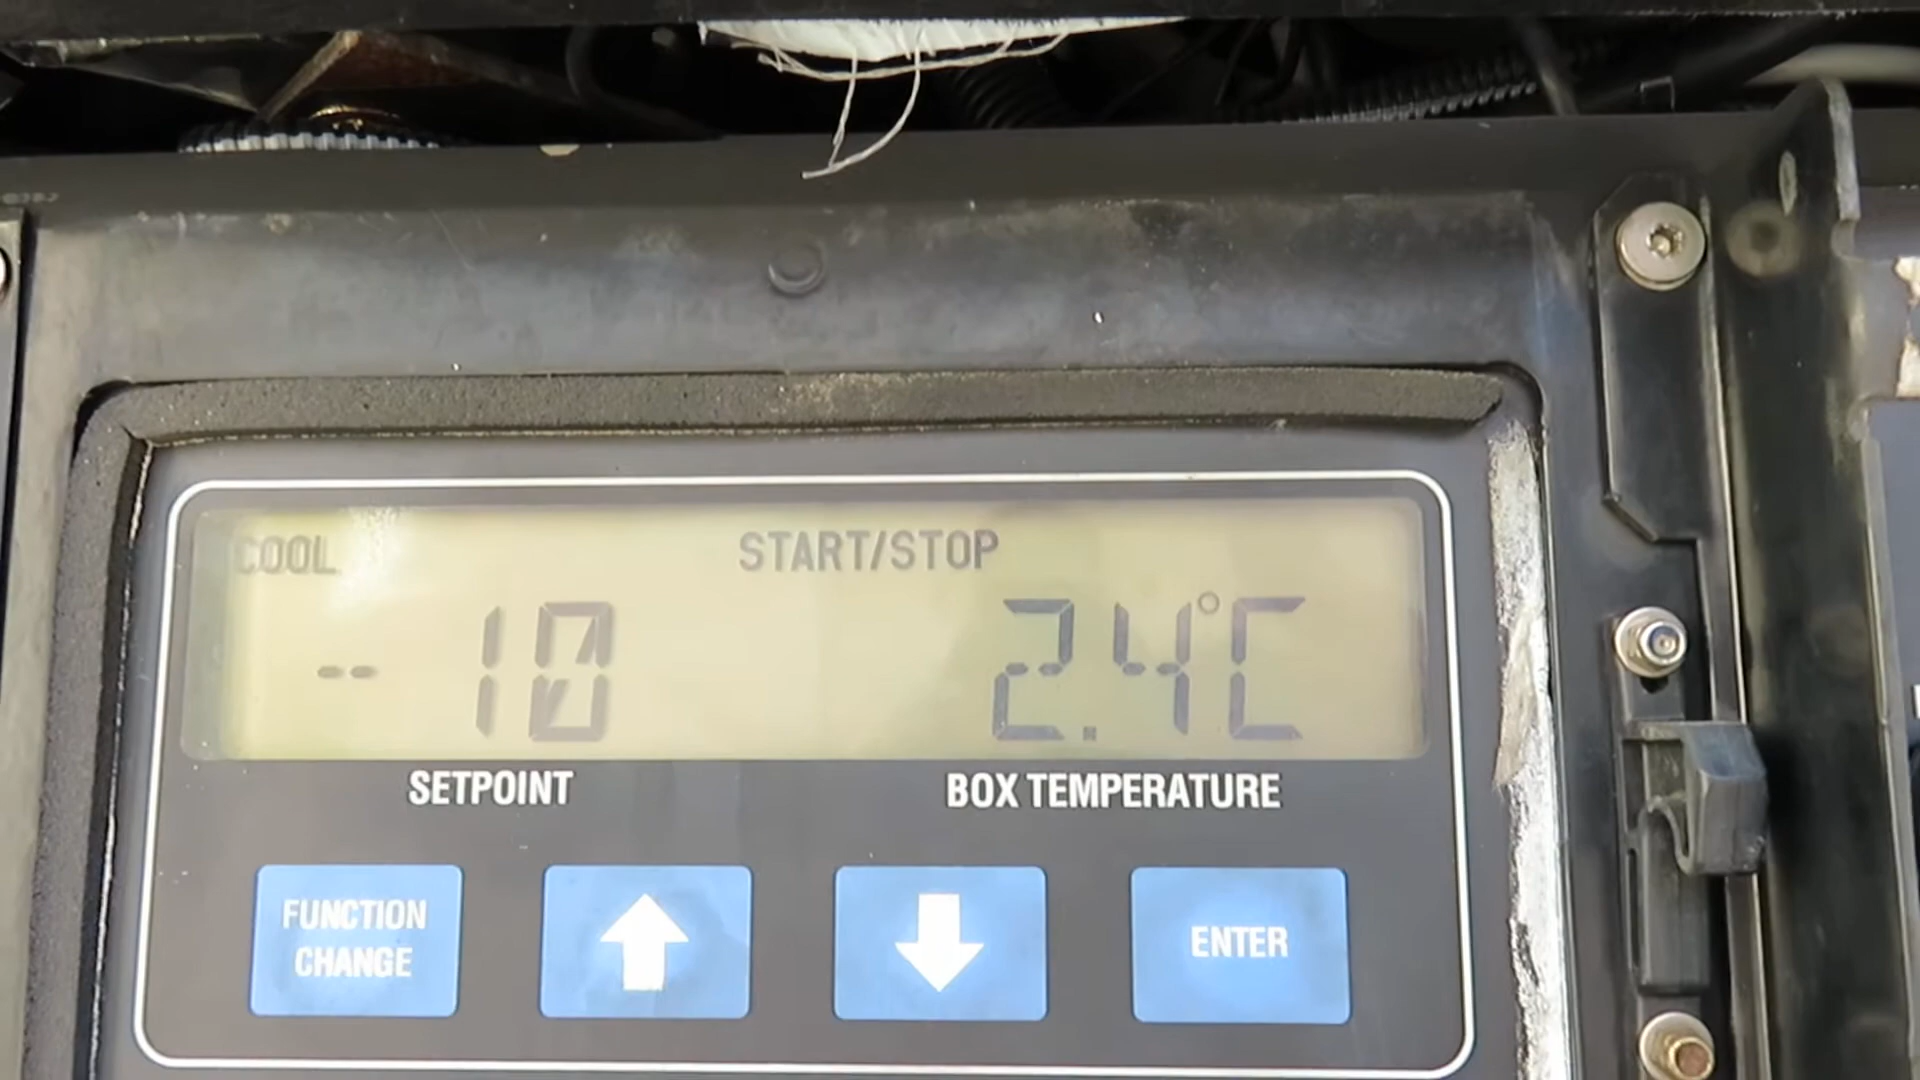 COOL START/STOP
-- 10 2.4°C
SETPOINT BOX TEMPERATURE
FUNCTION CHANGE
ENTER